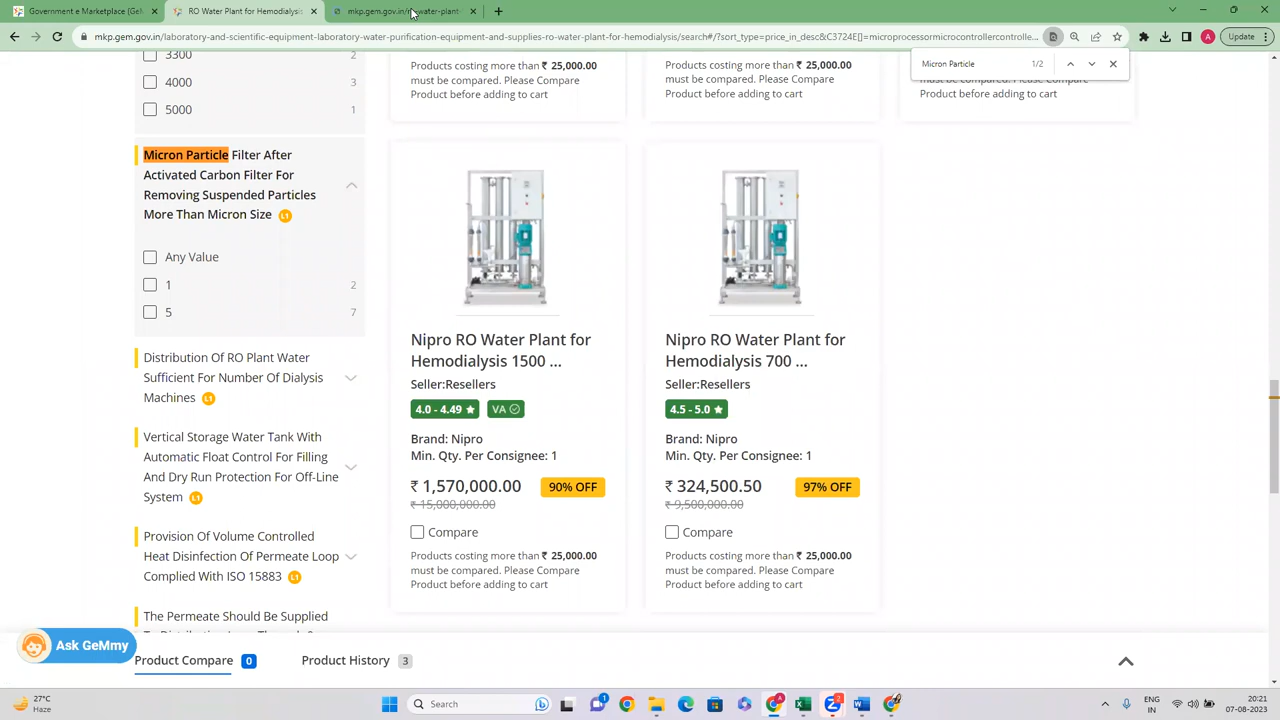 Government e Marketplace (Ge
RO Water Plant for Hemodialysis
mkp.gem.gov.in/ro-water-plant-
mkp.gem.gov.in/laboratory-and-scientific-equipment-laboratory-water-purification-equipment-and-supplies-ro-water-plant-for-hemodialysis/search#/?sort_type=price_in_desc&C3724E[]=microprocessormicrocontrollercontrolle...
Update
Micron Particle 1/2
3300 2
4000 3
5000 1
Products costing more than ₹ 25,000.00
must be compared. Please Compare
Product before adding to cart
Products costing more than ₹ 25,000.00
must be compared. Please Compare
Product before adding to cart
must be compared. Please Compare
Product before adding to cart
Micron Particle Filter After
Activated Carbon Filter For
Removing Suspended Particles
More Than Micron Size L1
Any Value
1 2
5 7
Distribution Of RO Plant Water
Sufficient For Number Of Dialysis
Machines L1
Vertical Storage Water Tank With
Automatic Float Control For Filling
And Dry Run Protection For Off-Line
System L1
Provision Of Volume Controlled
Heat Disinfection Of Permeate Loop
Complied With ISO 15883 L1
The Permeate Should Be Supplied
Nipro RO Water Plant for
Hemodialysis 1500 ...
Seller:Resellers
4.0 - 4.49 VA
Brand: Nipro
Min. Qty. Per Consignee: 1
₹ 1,570,000.00 90% OFF
₹ 15,000,000.00
Compare
Products costing more than ₹ 25,000.00
must be compared. Please Compare
Product before adding to cart
Nipro RO Water Plant for
Hemodialysis 700 ...
Seller:Resellers
4.5 - 5.0
Brand: Nipro
Min. Qty. Per Consignee: 1
₹ 324,500.50 97% OFF
₹ 9,500,000.00
Compare
Products costing more than ₹ 25,000.00
must be compared. Please Compare
Product before adding to cart
Ask GeMmy
Product Compare 0
Product History 3
27°C
Haze
Search
ENG
IN
20:21
07-08-2023